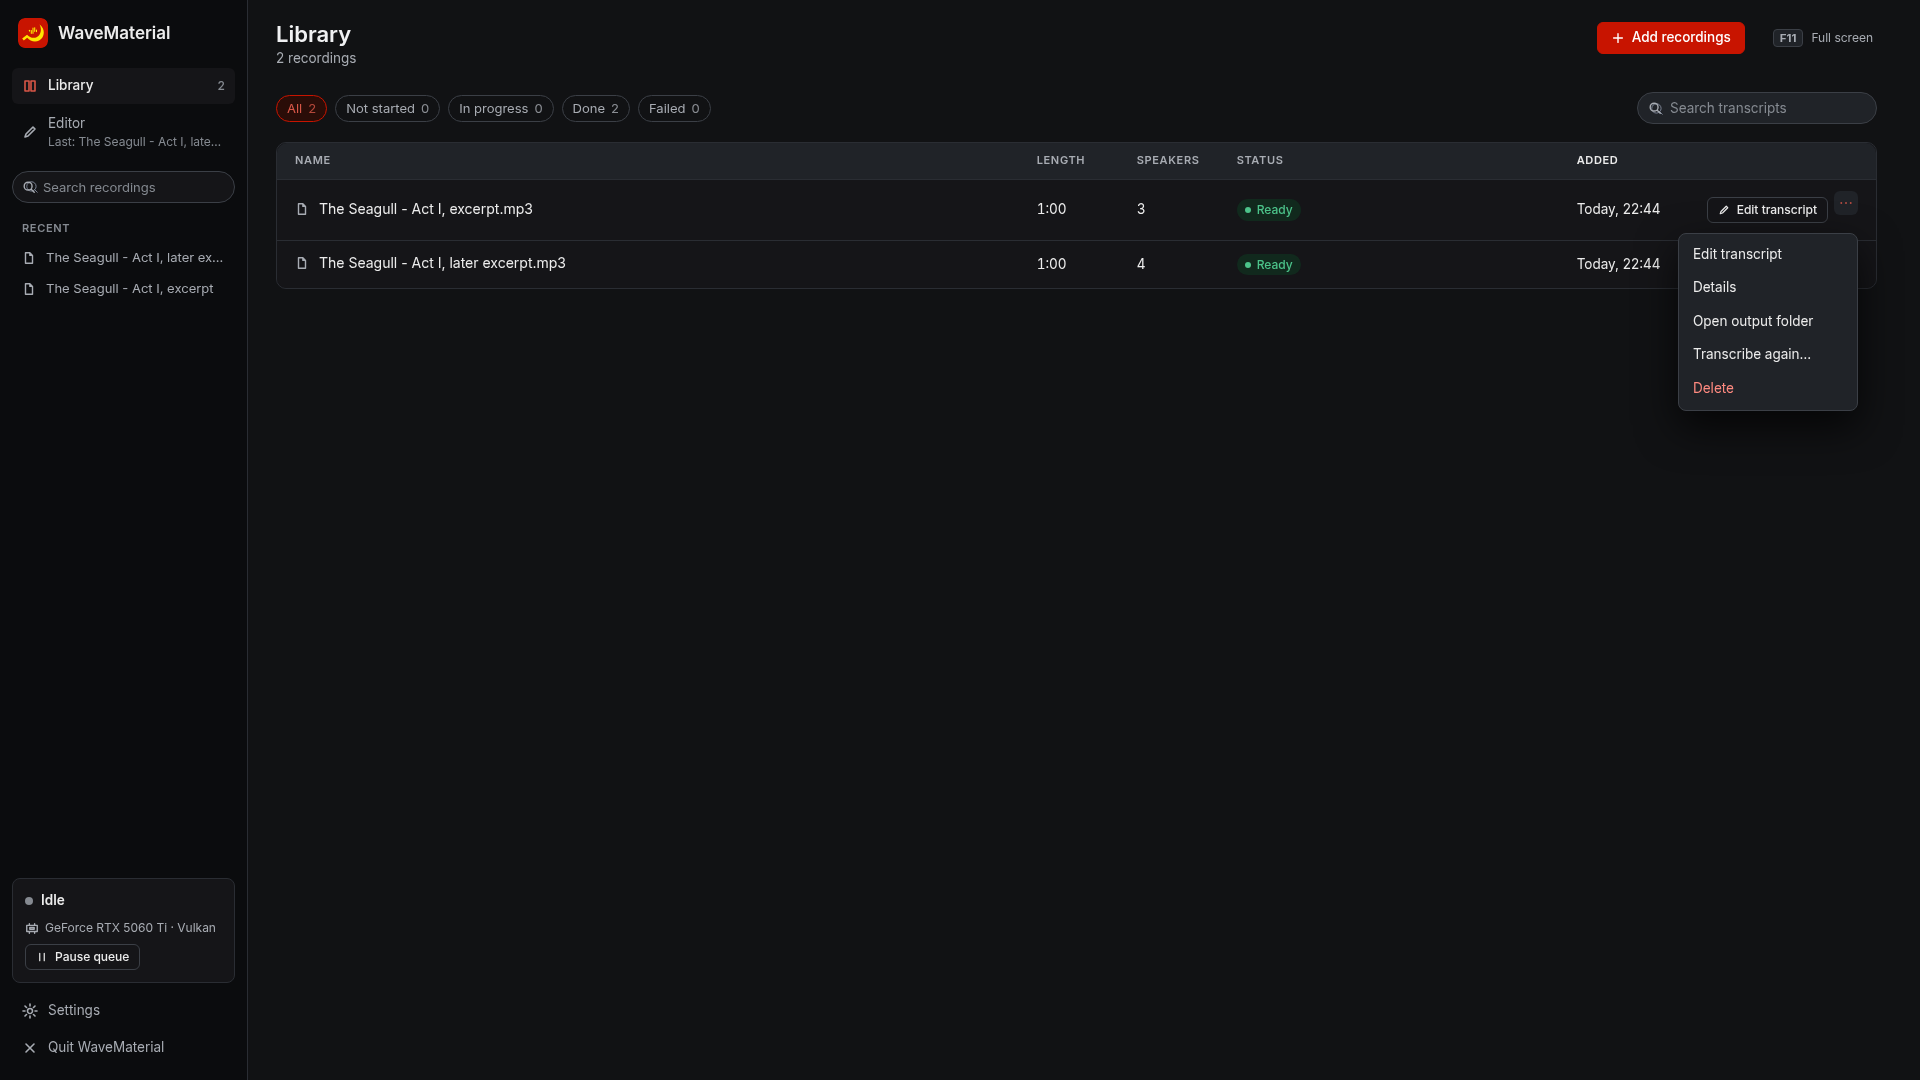 WaveMaterial
Library 2
Editor
Last: The Seagull - Act I, late...
Search recordings
RECENT
The Seagull - Act I, later ex...
The Seagull - Act I, excerpt
Idle
GeForce RTX 5060 Ti · Vulkan
Pause queue
Settings
Quit WaveMaterial
Library
2 recordings
Add recordings
F11 Full screen
All 2 Not started 0 In progress 0 Done 2 Failed 0
Search transcripts
NAME LENGTH SPEAKERS STATUS ADDED
The Seagull - Act I, excerpt.mp3 1:00 3 Ready Today, 22:44 Edit transcript
The Seagull - Act I, later excerpt.mp3 1:00 4 Ready Today, 22:44
Edit transcript
Details
Open output folder
Transcribe again...
Delete